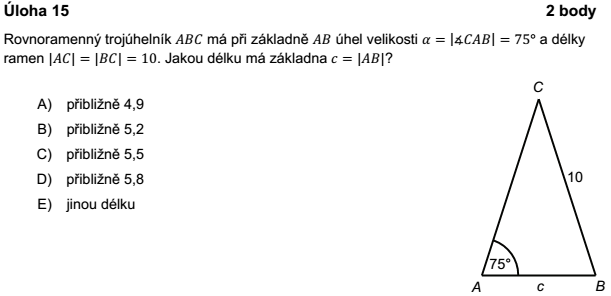 Úloha 15 2 body
Rovnoramenný trojúhelník ABC má při základně AB úhel velikosti α = |∡CAB| = 75° a délky
ramen |AC| = |BC| = 10. Jakou délku má základna c = |AB|?
A) přibližně 4,9
B) přibližně 5,2
C) přibližně 5,5
D) přibližně 5,8
E) jinou délku
C
10
75°
A c B